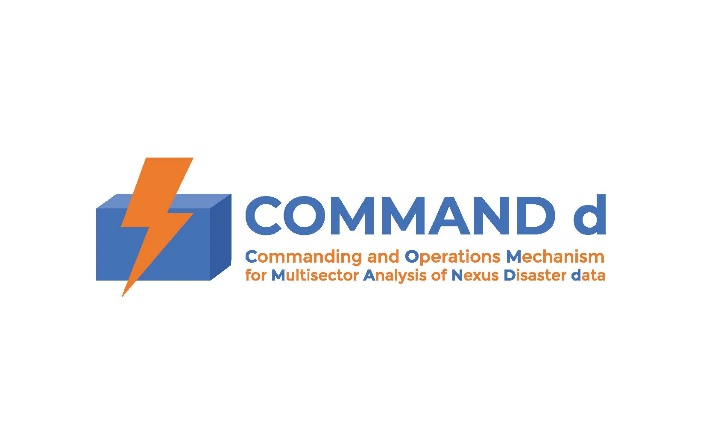 COMMAND d
Commanding and Operations Mechanism
for Multisector Analysis of Nexus Disaster data